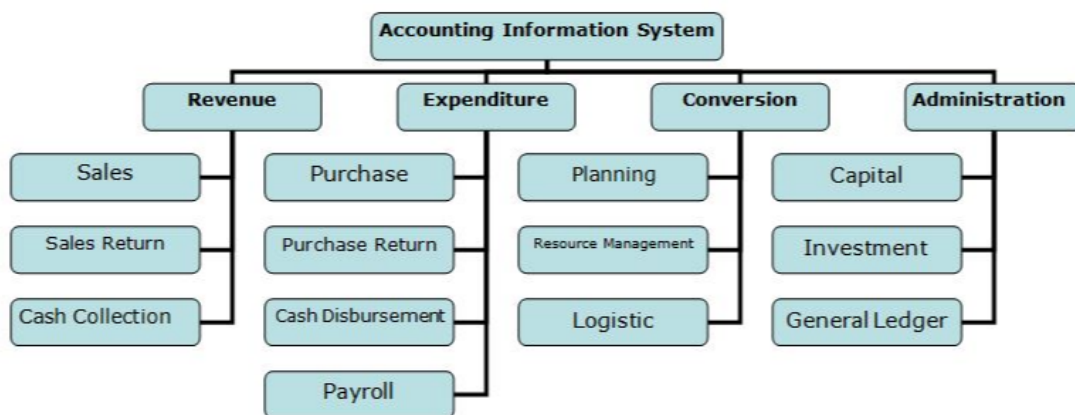 Accounting Information System
Revenue
Expenditure
Conversion
Administration
Sales
Purchase
Planning
Capital
Sales Return
Purchase Return
Resource Management
Investment
Cash Collection
Cash Disbursement
Logistic
General Ledger
Payroll